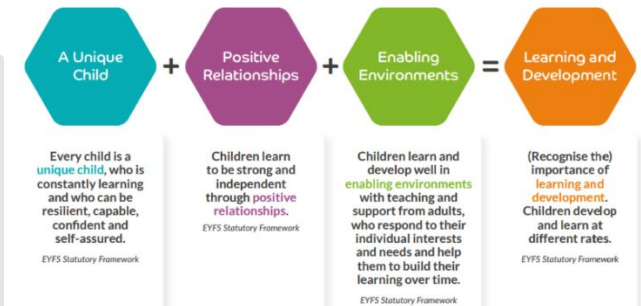 A Unique
Child
+
Positive
Relationships
+
Enabling
Environments
=
Learning and
Development
Every child is a
unique child, who is
constantly learning
and who can be
resilient, capable,
confident and
self-assured.
EYFS Statutory Framework
Children learn
to be strong and
independent
through positive
relationships.
EYFS Statutory Framework
Children learn and
develop well in
enabling environments
with teaching and
support from adults,
who respond to their
individual interests
and needs and help
them to build their
learning over time.
EYFS Statutory Framework
(Recognise the)
importance of
learning and
development.
Children develop
and learn at
different rates.
EYFS Statutory Framework